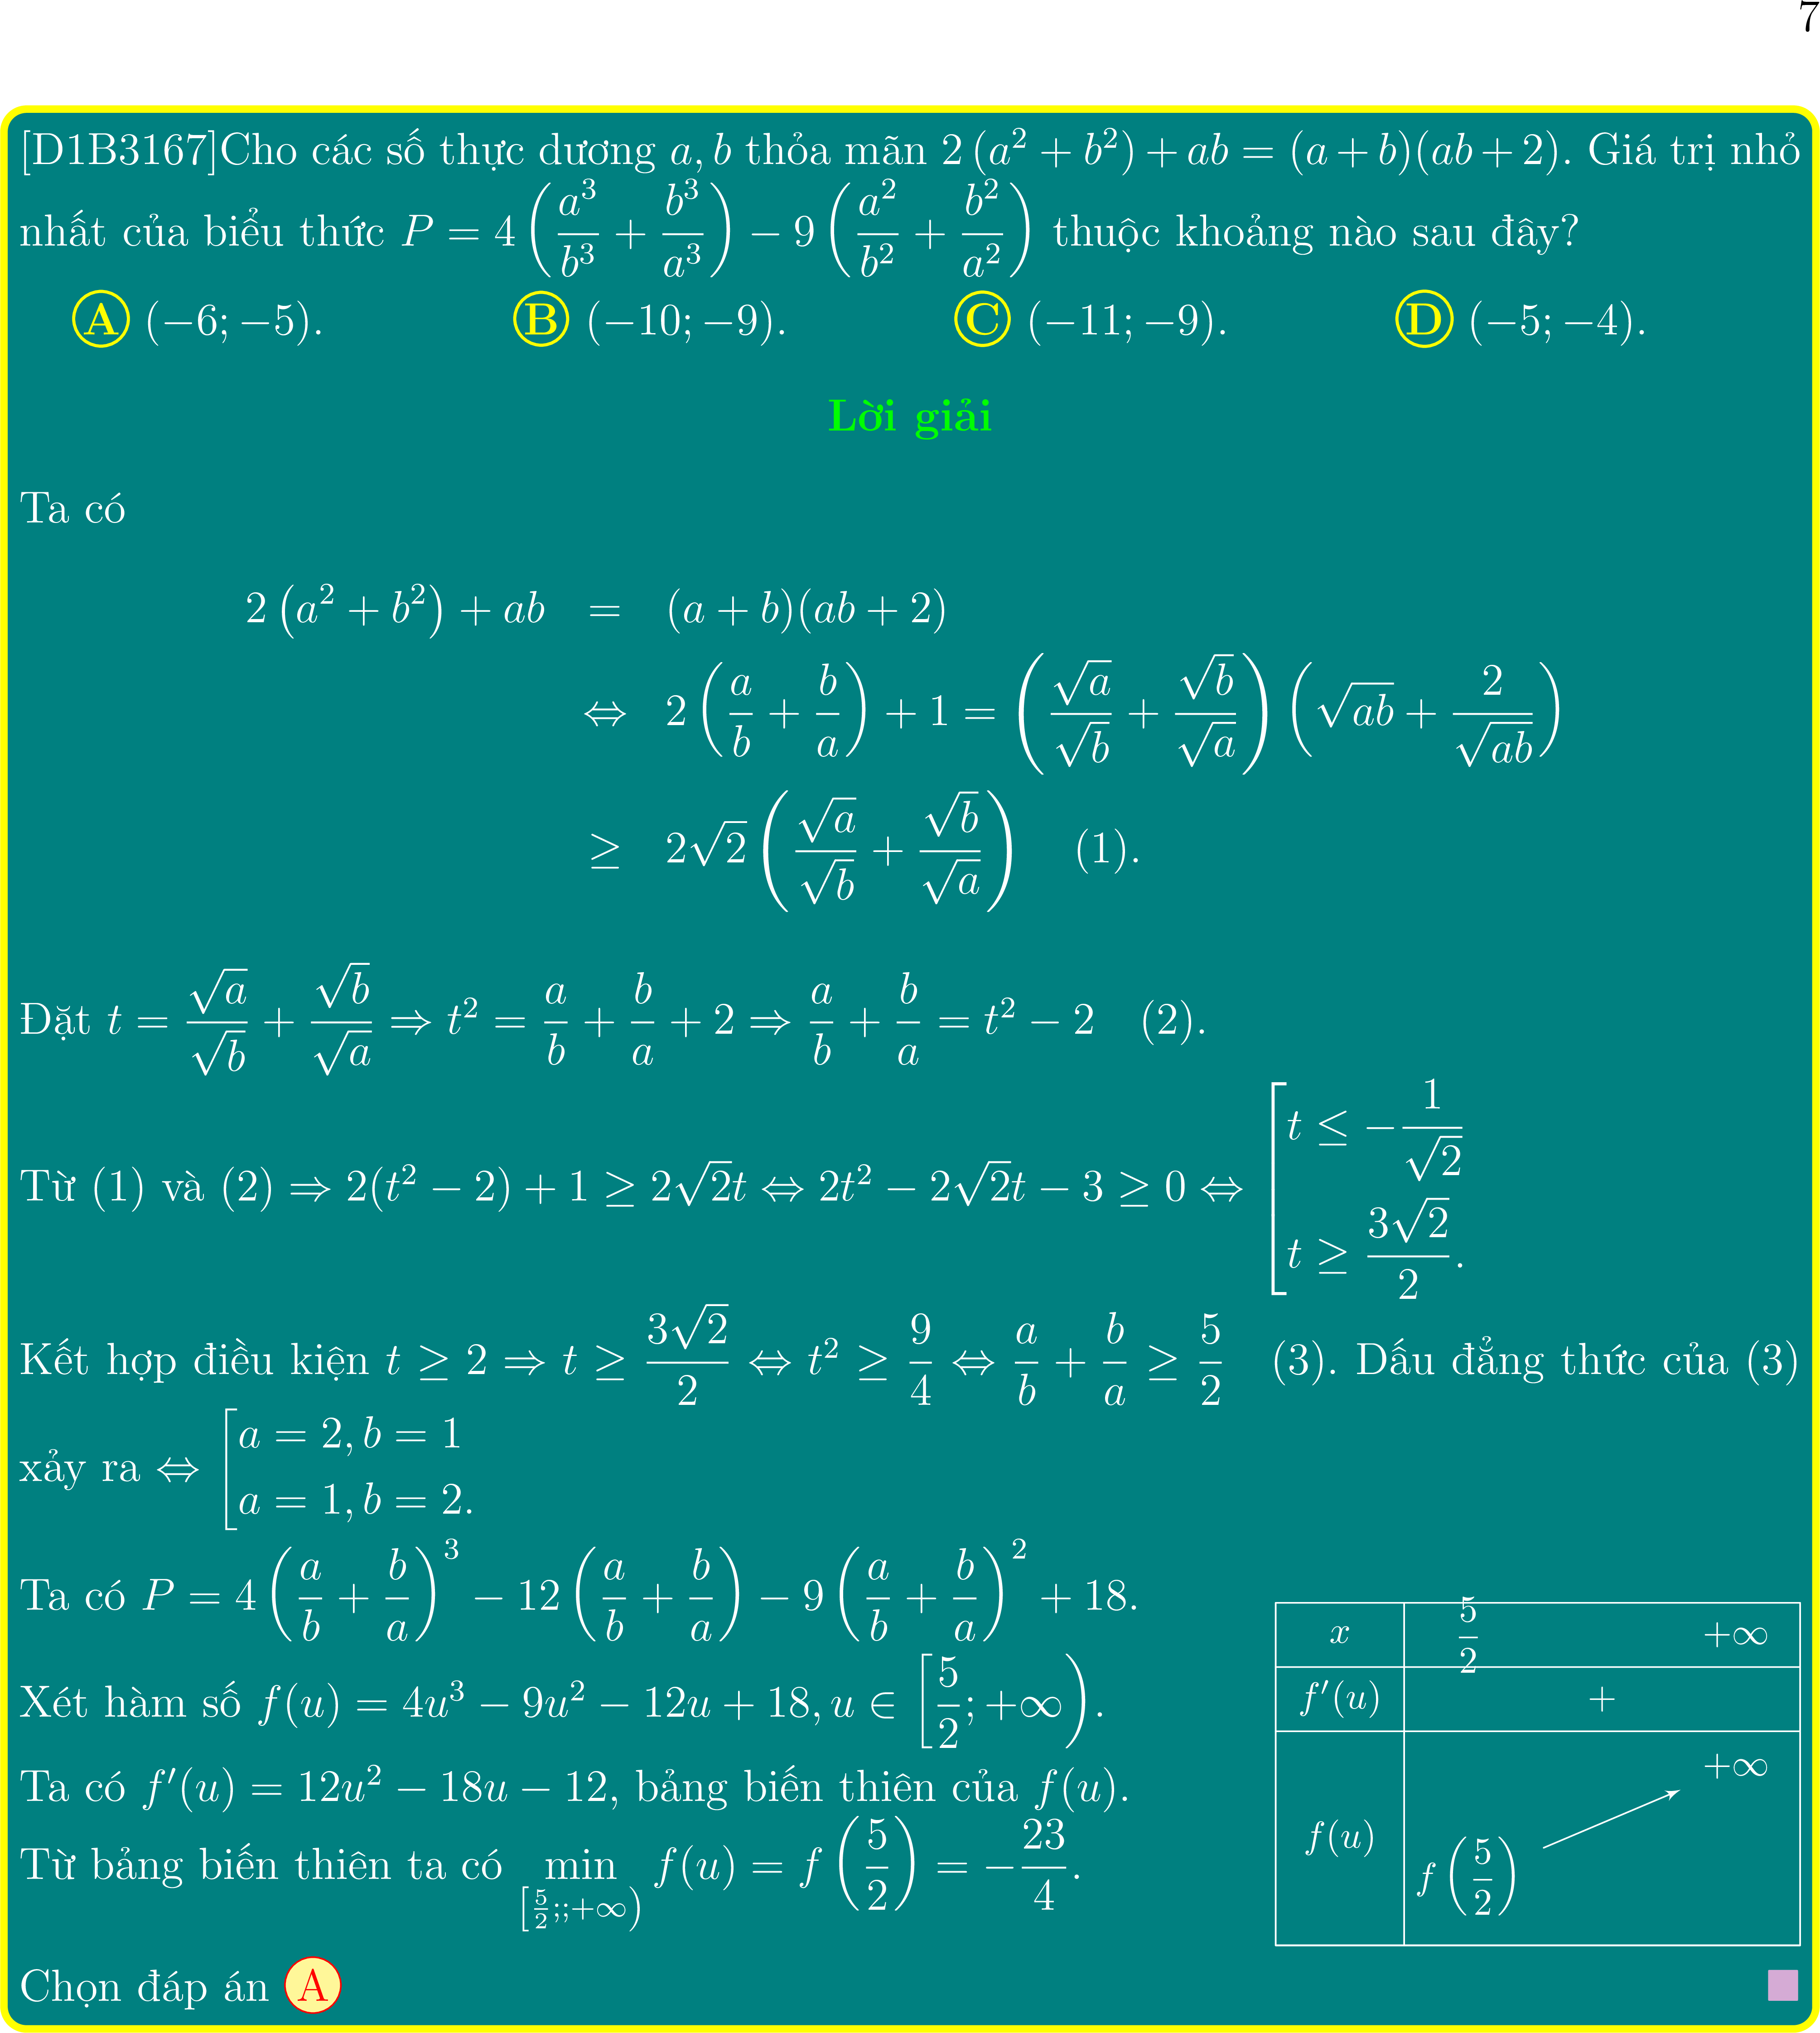 7
[D1B3167]Cho các số thực dương a, b thỏa mãn 2 (a² + b²) + ab = (a + b)(ab + 2). Giá trị nhỏ
nhất của biểu thức P = 4 (a³/b³ + b³/a³) − 9 (a²/b² + b²/a²) thuộc khoảng nào sau đây?
A (−6; −5). B (−10; −9). C (−11; −9). D (−5; −4).
Lời giải
Ta có
2 (a² + b²) + ab = (a + b)(ab + 2)
⇔ 2 (a/b + b/a) + 1 = (√a/√b + √b/√a) (√ab + 2/√ab)
≥ 2√2 (√a/√b + √b/√a) (1).
Đặt t = √a/√b + √b/√a ⇒ t² = a/b + b/a + 2 ⇒ a/b + b/a = t² − 2 (2).
Từ (1) và (2) ⇒ 2(t² − 2) + 1 ≥ 2√2t ⇔ 2t² − 2√2t − 3 ≥ 0 ⇔ [t ≤ −1/√2
t ≥ 3√2/2.
Kết hợp điều kiện t ≥ 2 ⇒ t ≥ 3√2/2 ⇔ t² ≥ 9/4 ⇔ a/b + b/a ≥ 5/2 (3). Dấu đẳng thức của (3)
xảy ra ⇔ [a = 2, b = 1
a = 1, b = 2.
Ta có P = 4 (a/b + b/a)³ − 12 (a/b + b/a) − 9 (a/b + b/a)² + 18.
Xét hàm số f(u) = 4u³ − 9u² − 12u + 18, u ∈ [5/2; +∞).
Ta có f′(u) = 12u² − 18u − 12, bảng biến thiên của f(u).
Từ bảng biến thiên ta có min [5/2;;+∞) f(u) = f (5/2) = −23/4.
x 5/2 +∞
f′(u) +
+∞
f(u)
f (5/2)
Chọn đáp án A